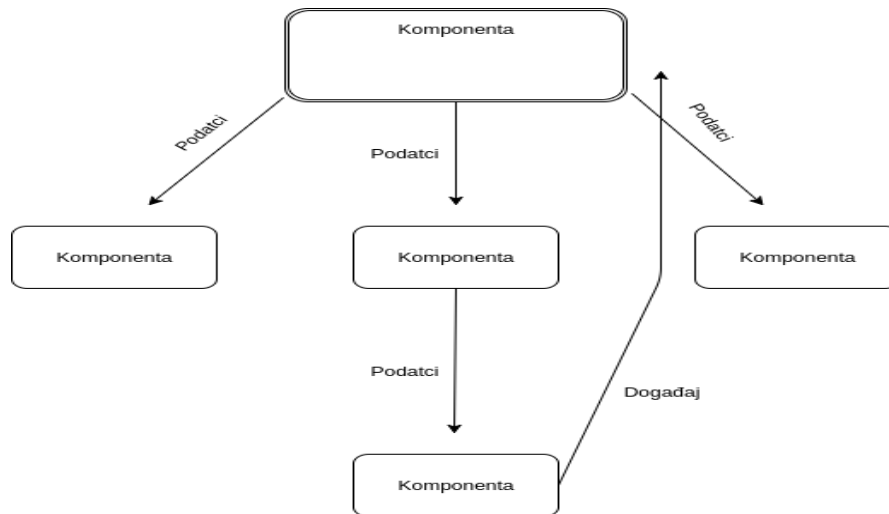 Komponenta
Podatci
Podatci
Podatci
Komponenta
Komponenta
Komponenta
Podatci
Događaj
Komponenta